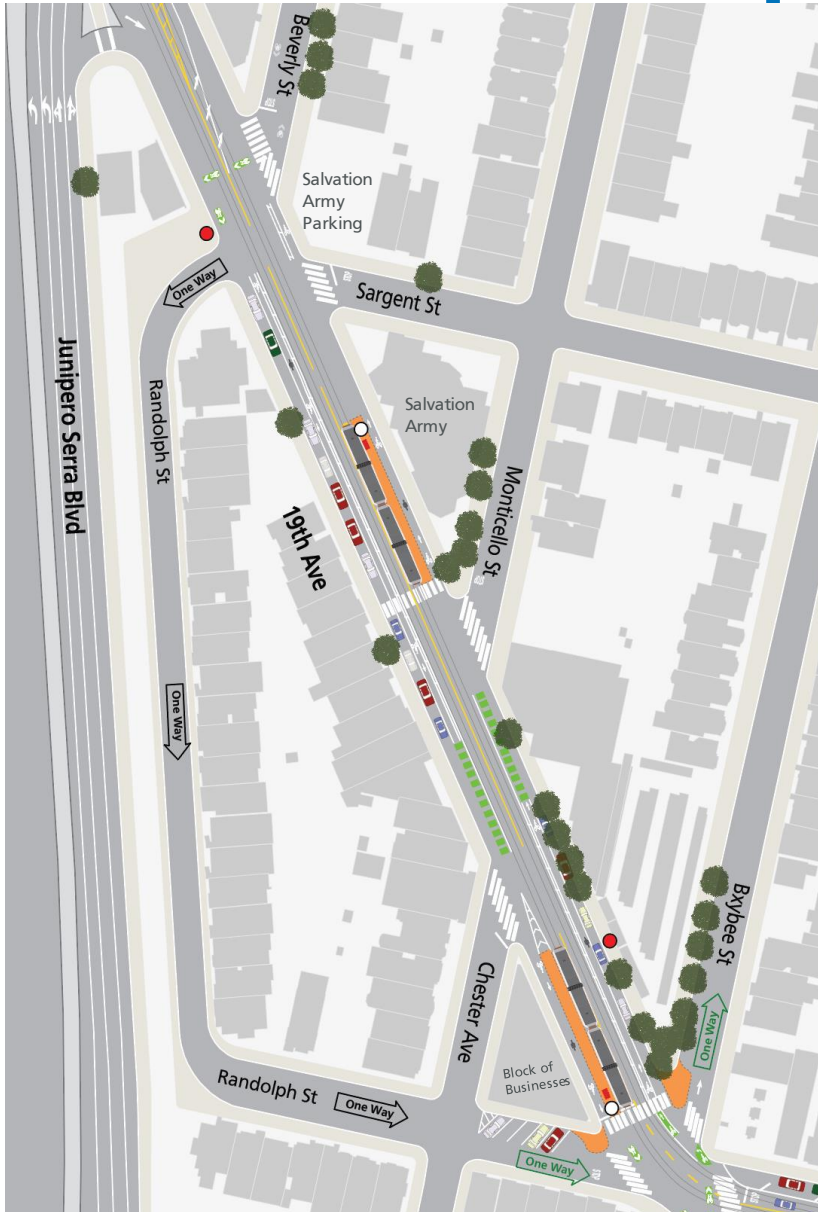 Beverly St
Salvation
Army
Parking
One Way
Sargent St
Junipero Serra Blvd
Randolph St
Salvation
Army
Monticello St
19th Ave
One Way
Bxybee St
Chester Ave
One Way
Block of
Businesses
Randolph St
One Way
One Way